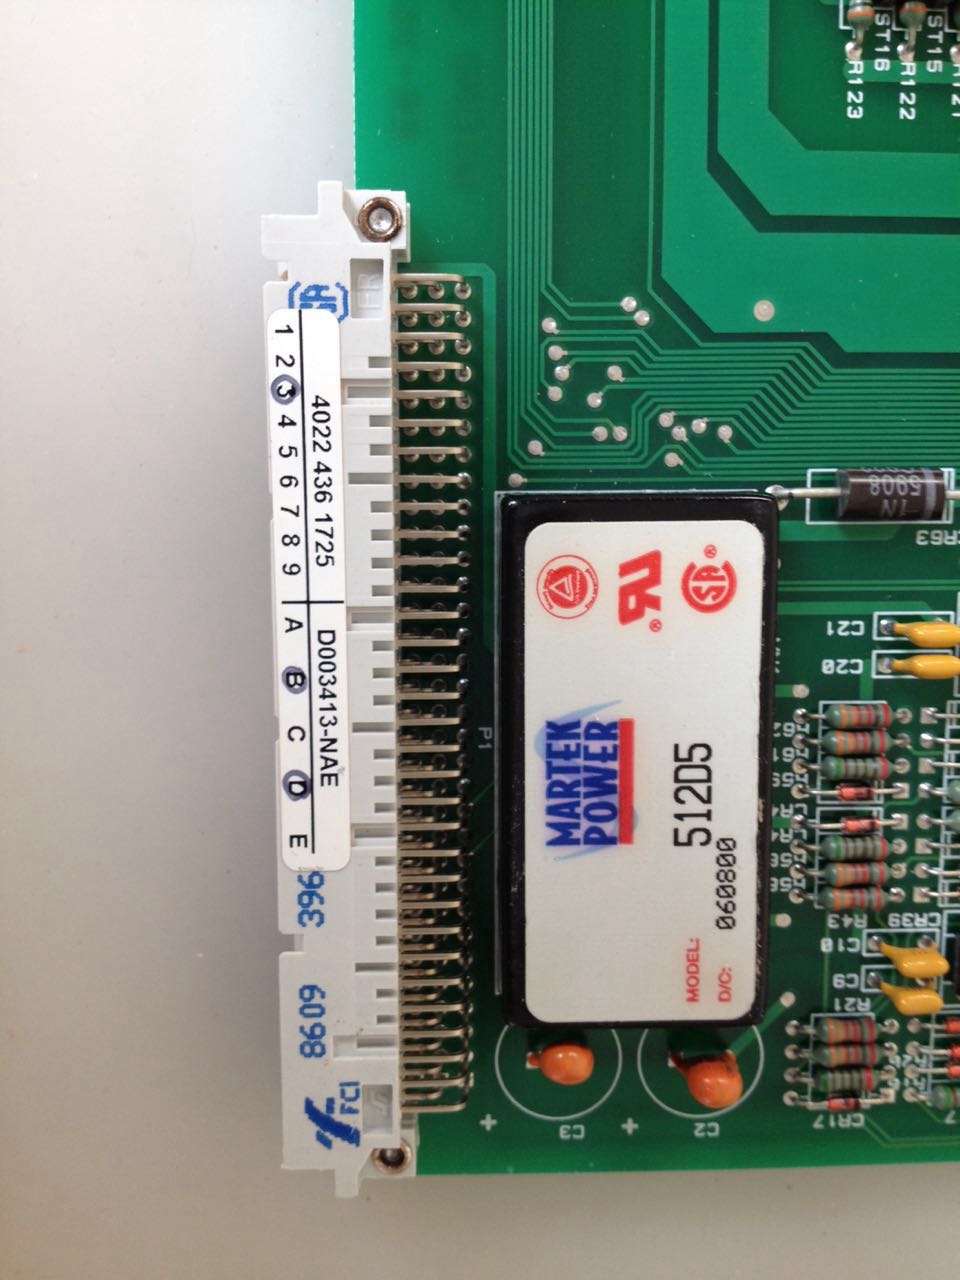 4022 436 1725
D003413-NAE
1 2 3 4 5 6 7 8 9 A B C D E
396
6098
FCI
P1
MARTEK
POWER
512D5
MODEL:
060800
D/C:
ST16
ST15
R123
R122
1N
5908
CR63
C21
C20
R43
CR39
C10
C9
R21
CR17
C3
C2
+
+